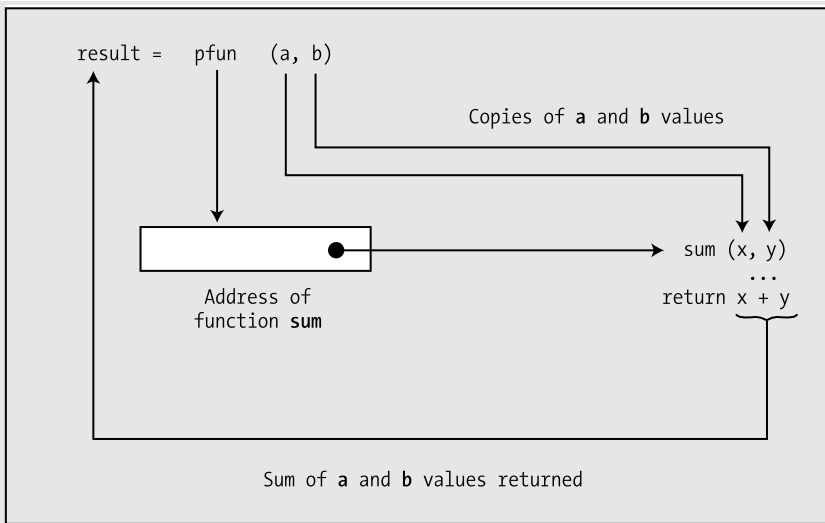 result = pfun (a, b)
Copies of a and b values
sum (x, y)
...
Address of
function sum
return x + y
Sum of a and b values returned